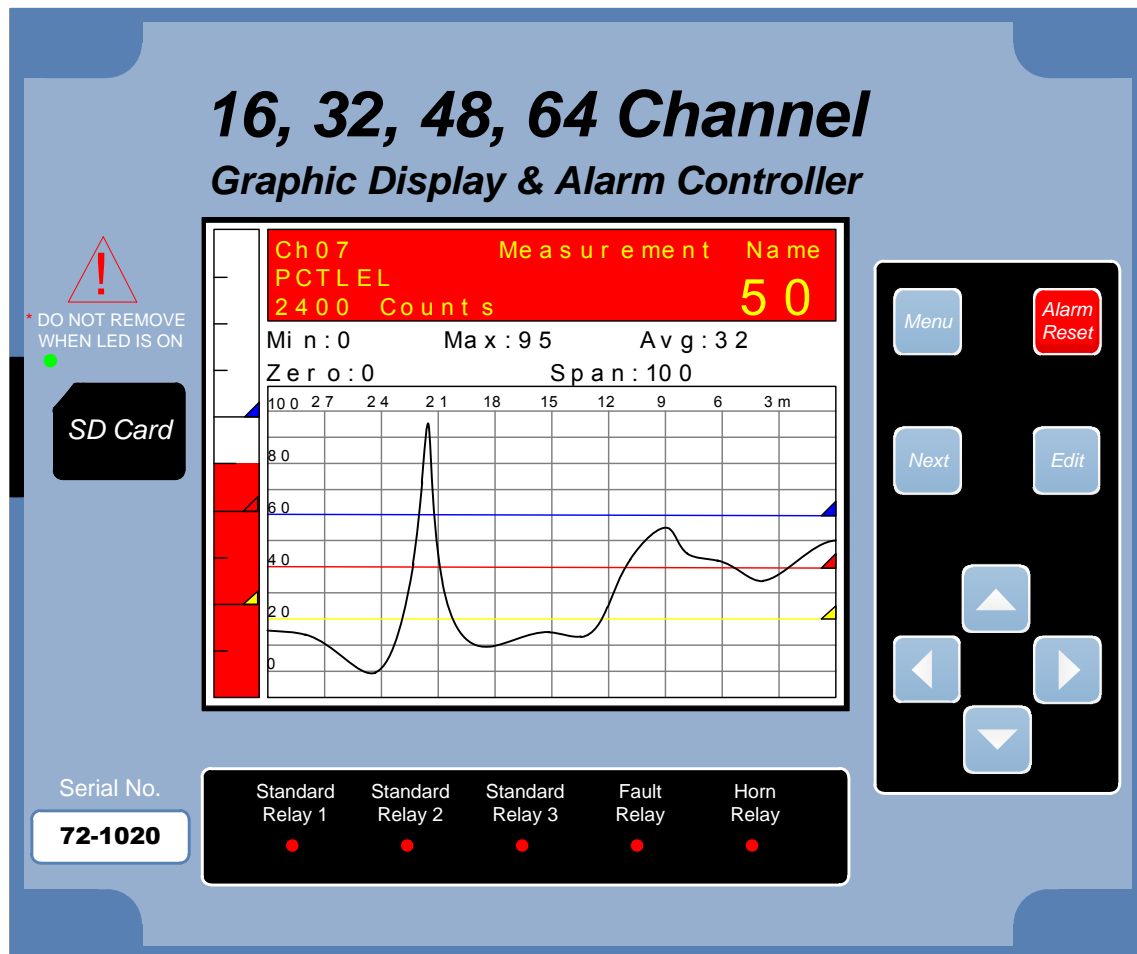 16, 32, 48, 64 Channel
Graphic Display & Alarm Controller
!
* DO NOT REMOVE
WHEN LED IS ON
SD Card
Ch07 Measurement Name
PCTLEL
2400 Counts 50
Min:0 Max:95 Avg:32
Zero:0 Span:100
100 27 24 21 18 15 12 9 6 3m
80
60
40
20
0
Menu
Alarm
Reset
Next
Edit
Serial No.
72-1020
Standard Relay 1
Standard Relay 2
Standard Relay 3
Fault Relay
Horn Relay